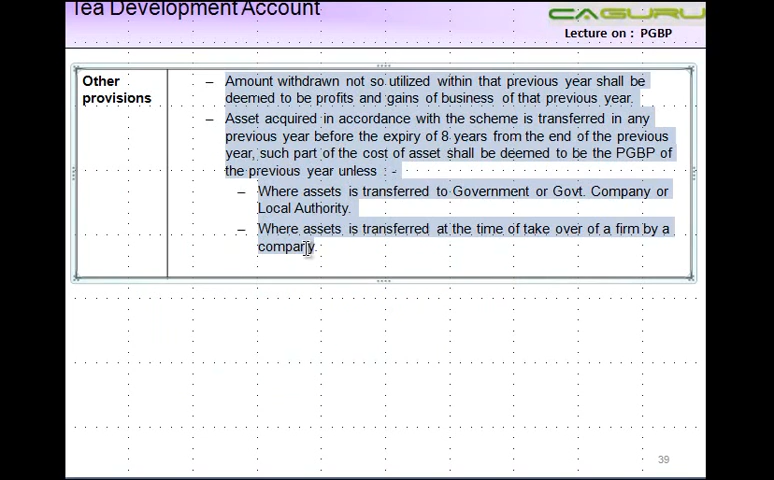 Tea Development Account
CAGURU
Lecture on : PGBP
Other
provisions
– Amount withdrawn not so utilized within that previous year shall be
deemed to be profits and gains of business of that previous year.
– Asset acquired in accordance with the scheme is transferred in any
previous year before the expiry of 8 years from the end of the previous
year, such part of the cost of asset shall be deemed to be the PGBP of
the previous year unless : -
– Where assets is transferred to Government or Govt. Company or
Local Authority.
– Where assets is transferred at the time of take over of a firm by a
company.
39